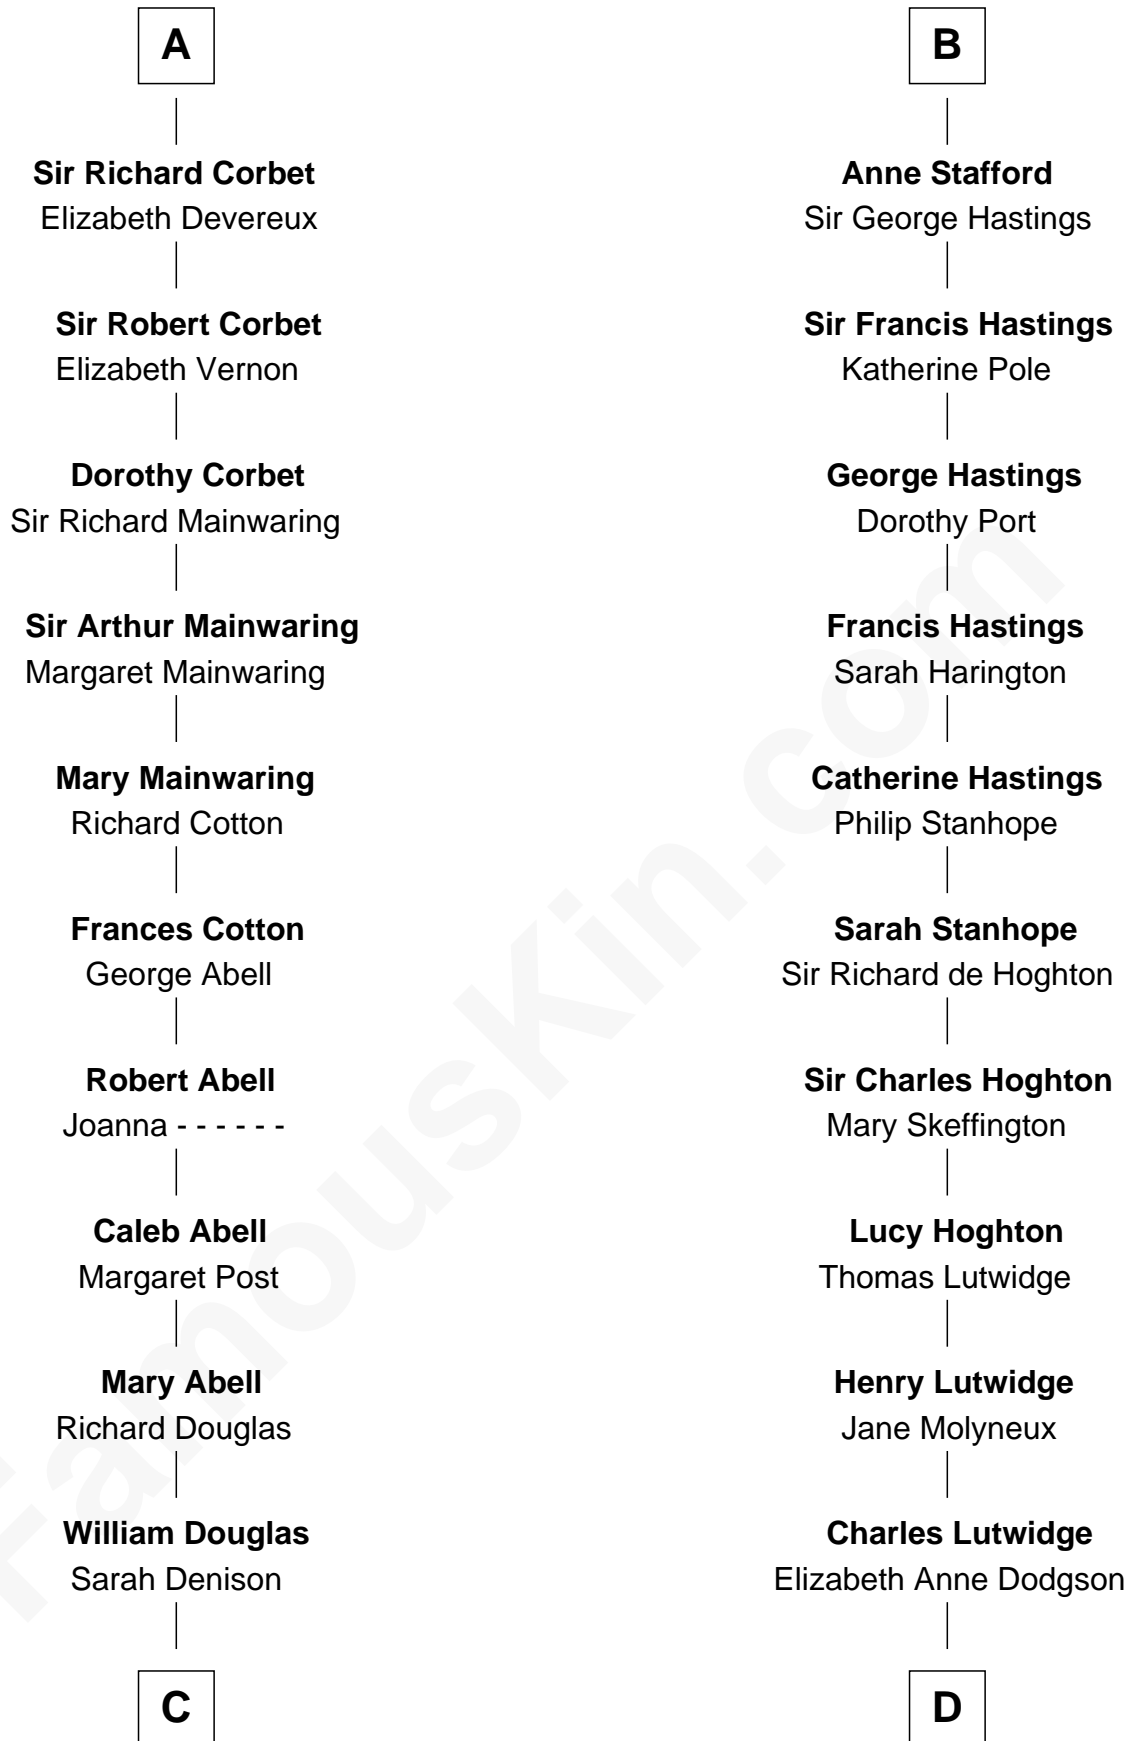 A
Sir Richard Corbet
Elizabeth Devereux
Sir Robert Corbet
Elizabeth Vernon
Dorothy Corbet
Sir Richard Mainwaring
Sir Arthur Mainwaring
Margaret Mainwaring
Mary Mainwaring
Richard Cotton
Frances Cotton
George Abell
Robert Abell
Joanna - - - - - -
Caleb Abell
Margaret Post
Mary Abell
Richard Douglas
William Douglas
Sarah Denison
C
B
Anne Stafford
Sir George Hastings
Sir Francis Hastings
Katherine Pole
George Hastings
Dorothy Port
Francis Hastings
Sarah Harington
Catherine Hastings
Philip Stanhope
Sarah Stanhope
Sir Richard de Hoghton
Sir Charles Hoghton
Mary Skeffington
Lucy Hoghton
Thomas Lutwidge
Henry Lutwidge
Jane Molyneux
Charles Lutwidge
Elizabeth Anne Dodgson
D
FamousKin.com